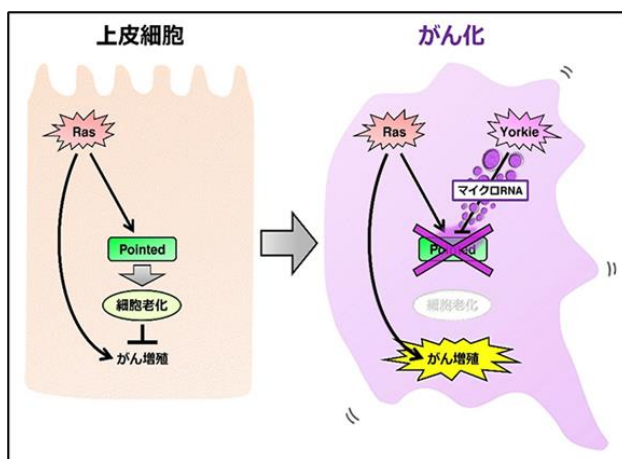 上皮細胞
がん化
Ras
Pointed
細胞老化
がん増殖
Ras
Yorkie
マイクロRNA
Pointed
細胞老化
がん増殖